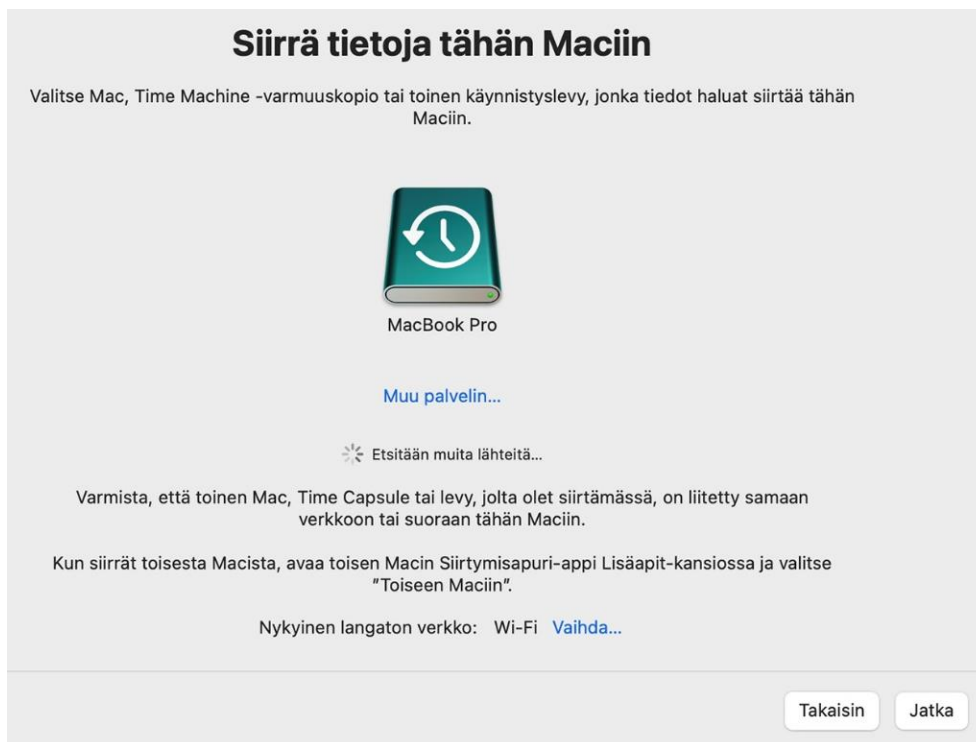 Siirrä tietoja tähän Maciin
Valitse Mac, Time Machine -varmuuskopio tai toinen käynnistyslevy, jonka tiedot haluat siirtää tähän
Maciin.
MacBook Pro
Muu palvelin...
Etsitään muita lähteitä...
Varmista, että toinen Mac, Time Capsule tai levy, jolta olet siirtämässä, on liitetty samaan
verkkoon tai suoraan tähän Maciin.
Kun siirrät toisesta Macista, avaa toisen Macin Siirtymisapuri-appi Lisäapit-kansiossa ja valitse
"Toiseen Maciin".
Nykyinen langaton verkko: Wi-Fi Vaihda...
Takaisin Jatka